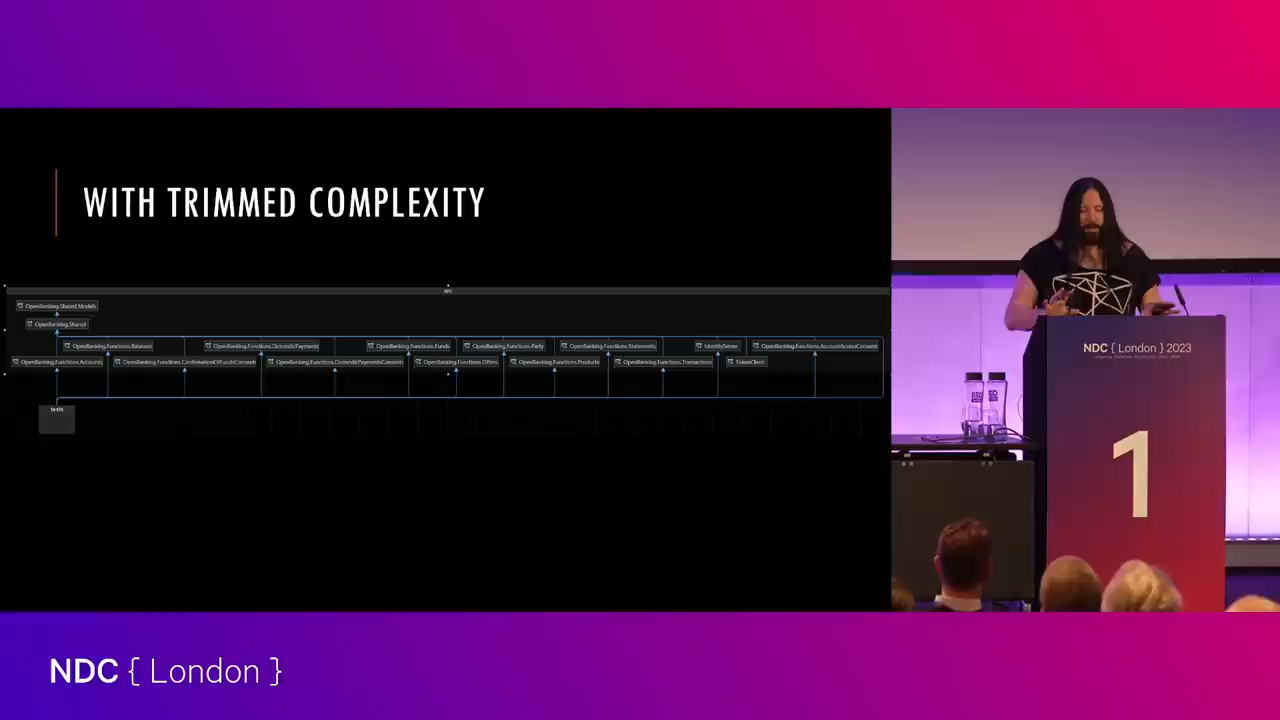 WITH TRIMMED COMPLEXITY
src
OpenBanking.Shared.Models
OpenBanking.Shared
OpenBanking.Functions.Balances
OpenBanking.Functions.DomesticPayments
OpenBanking.Functions.Funds
OpenBanking.Functions.Party
OpenBanking.Functions.Statements
IdentityServer
OpenBanking.Functions.AccountAccessConsents
OpenBanking.Functions.Accounts
OpenBanking.Functions.ConfirmationOfFundsConsent
OpenBanking.Functions.DomesticPaymentsConsents
OpenBanking.Functions.Offers
OpenBanking.Functions.Products
OpenBanking.Functions.Transactions
TokenClient
tests
NDC { London } 2023
1
NDC { London }